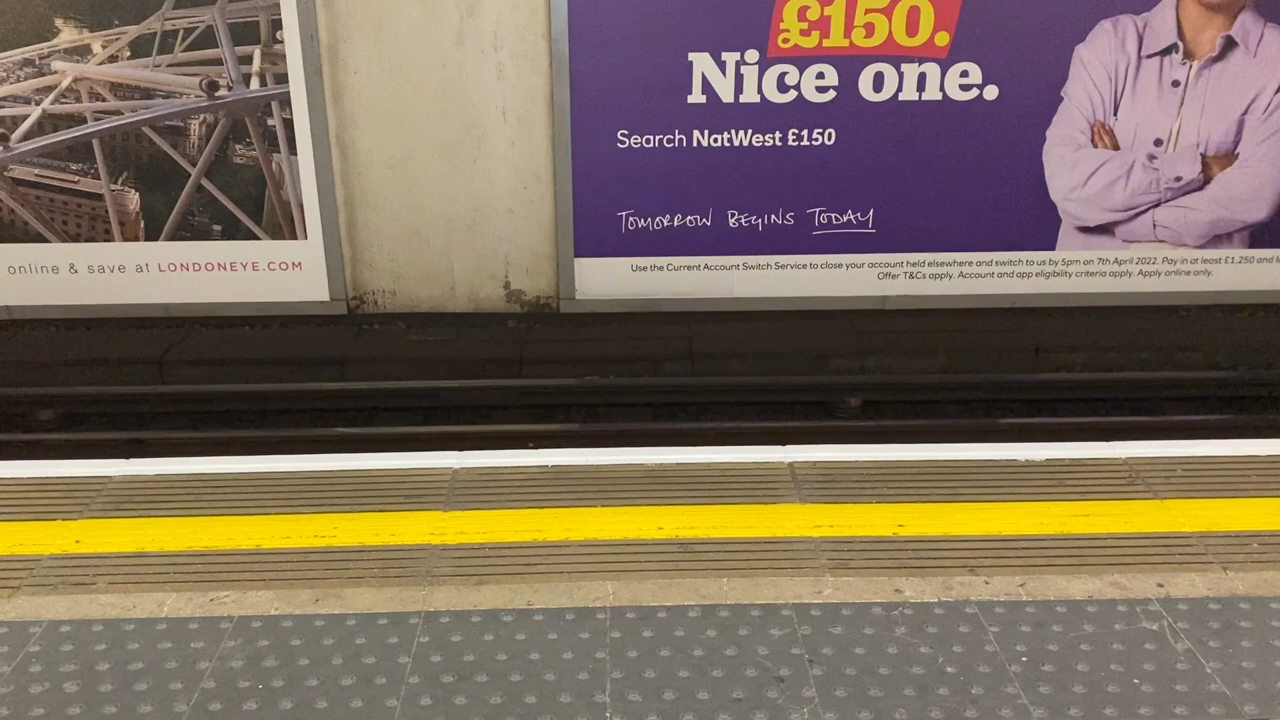 online & save at LONDONEYE.COM
£150.
Nice one.
Search NatWest £150
TOMORROW BEGINS TODAY
Use the Current Account Switch Service to close your account held elsewhere and switch to us by 5pm on 7th April 2022. Pay in at least £1,250 and
Offer T&Cs apply. Account and app eligibility criteria apply. Apply online only.